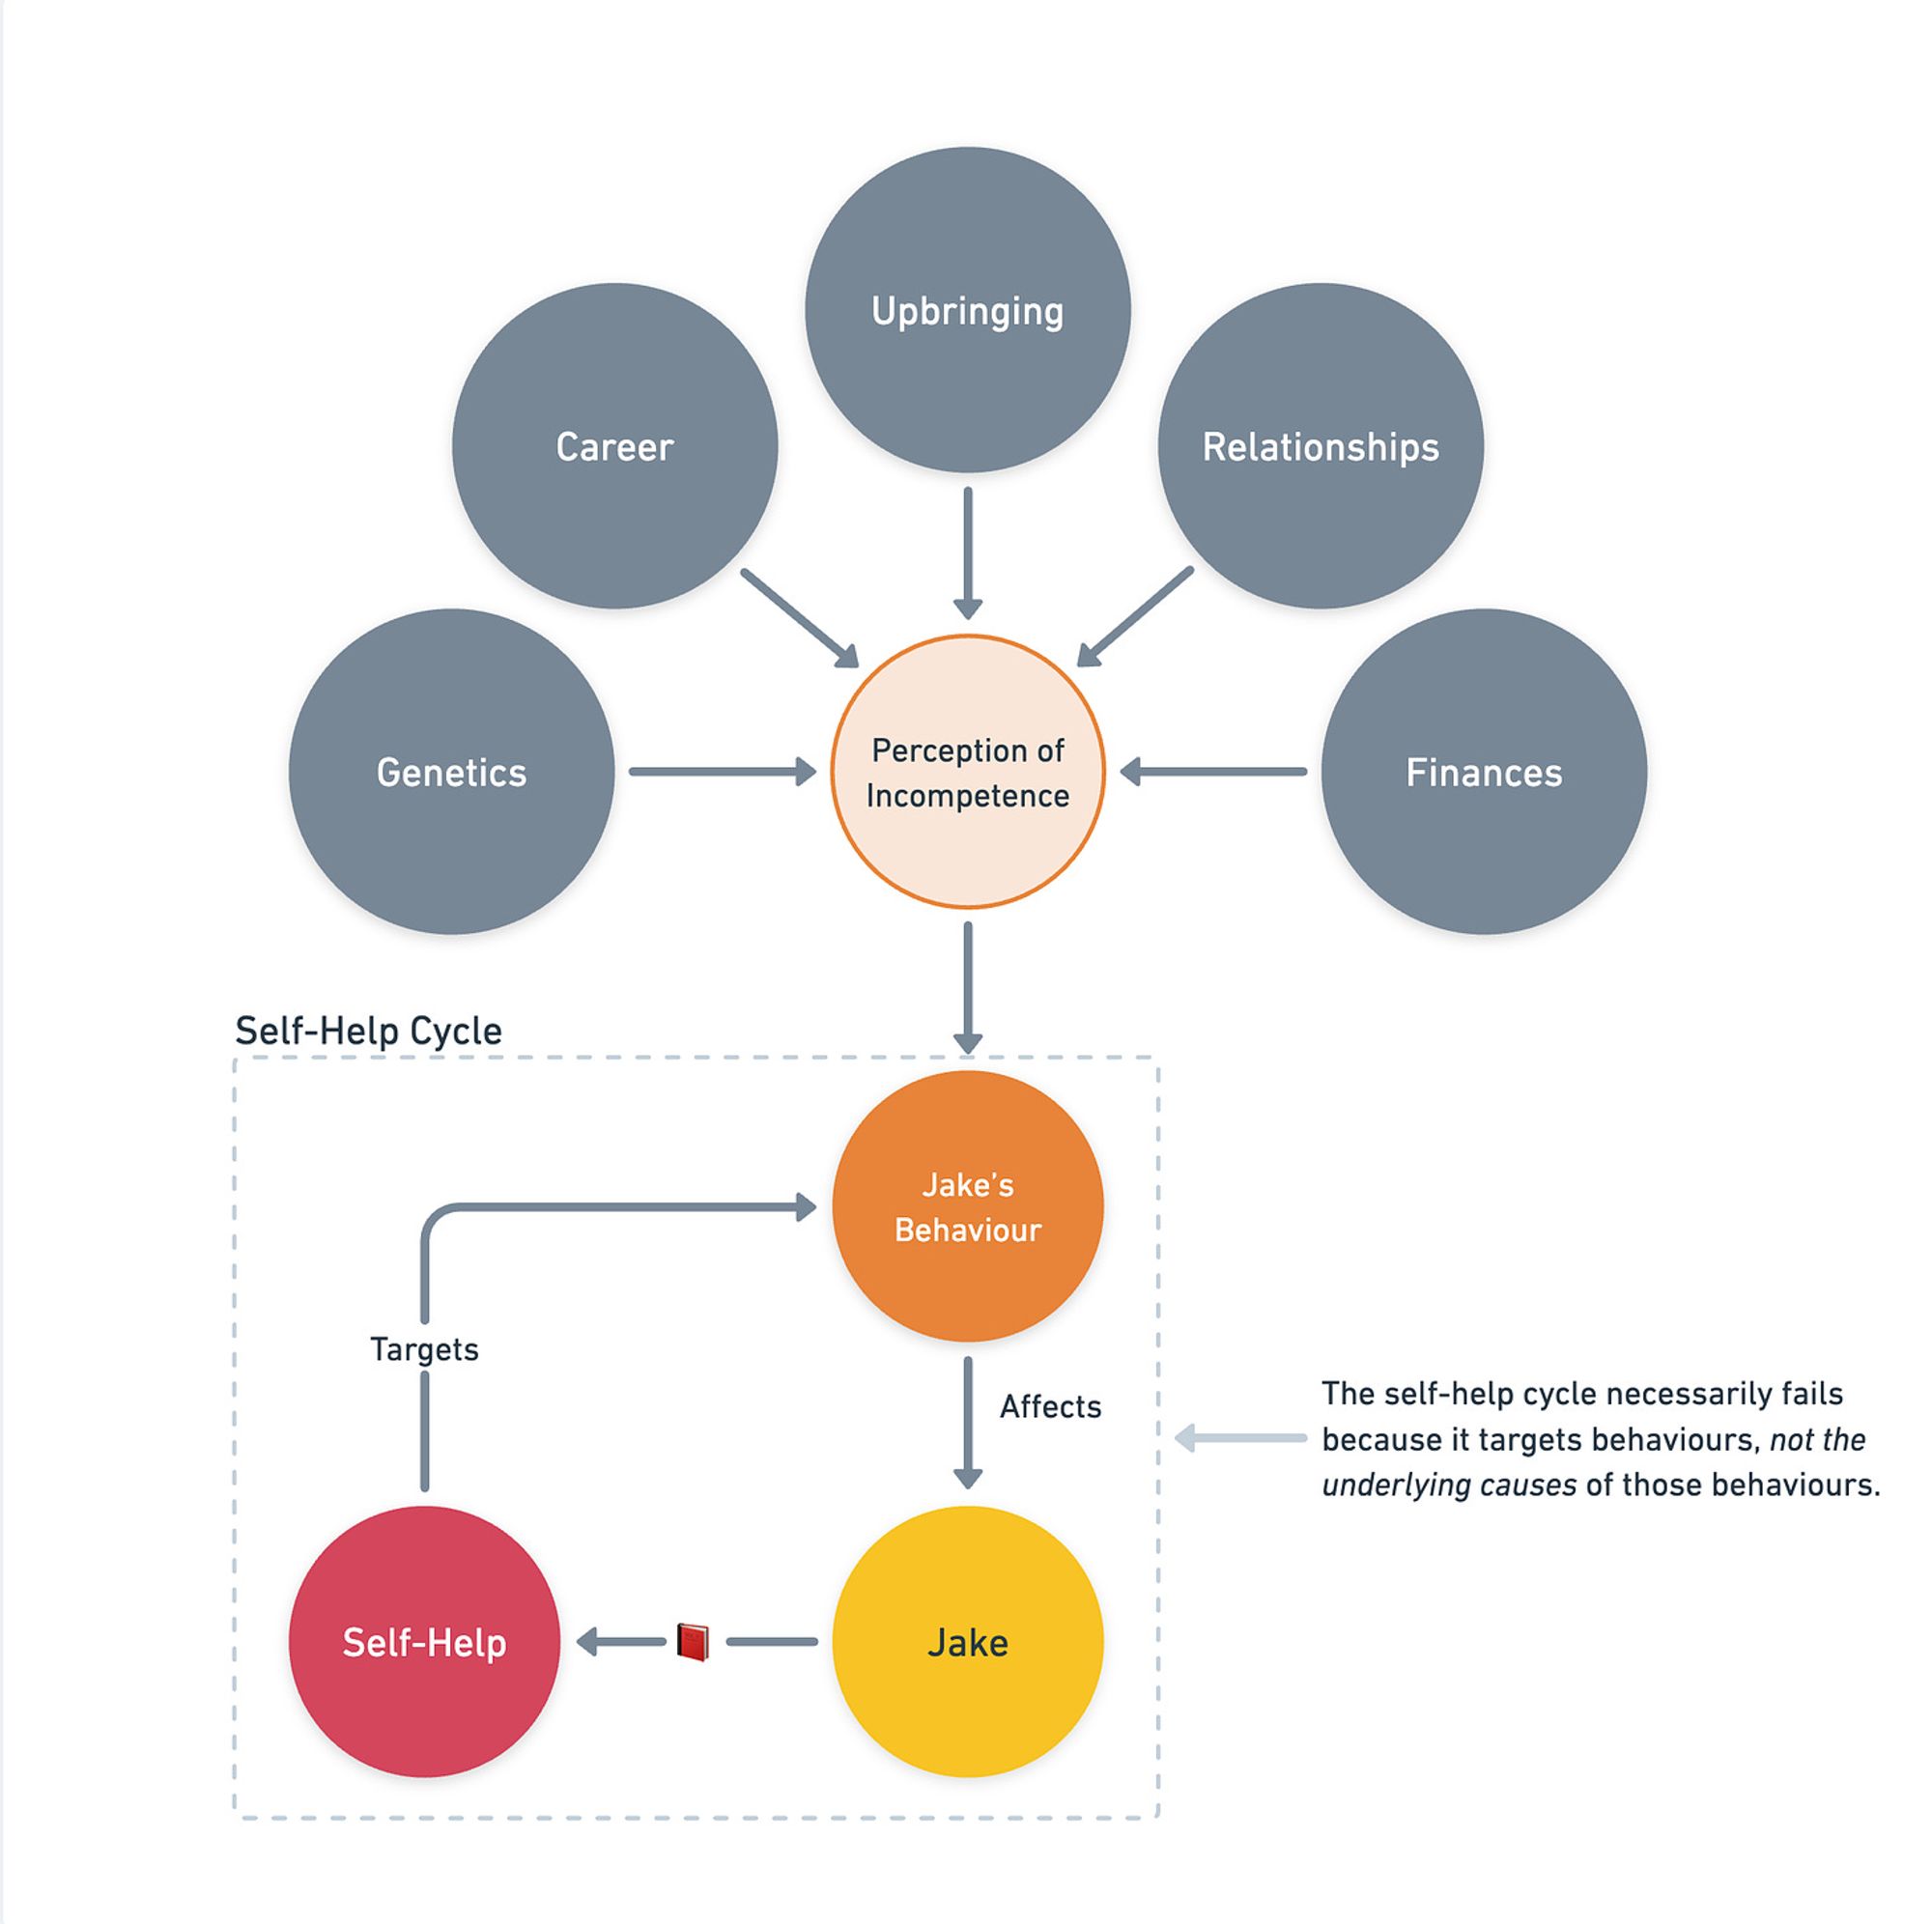 Upbringing
Career
Relationships
Genetics
Perception of
Incompetence
Finances
Self-Help Cycle
Jake’s
Behaviour
Targets
Affects
The self-help cycle necessarily fails
because it targets behaviours, not the
underlying causes of those behaviours.
Self-Help
Jake